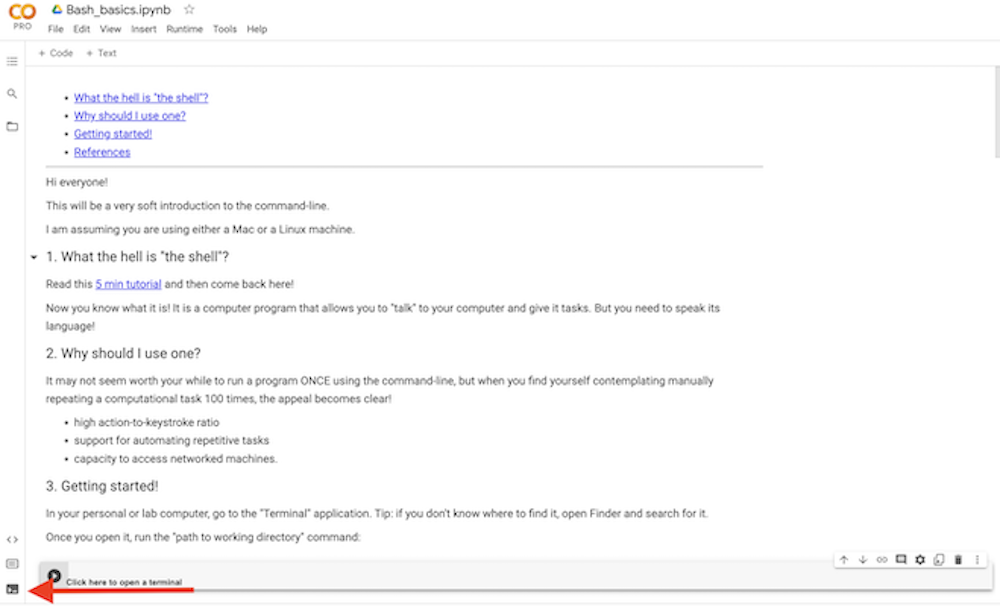 CO
PRO
Bash_basics.ipynb
File Edit View Insert Runtime Tools Help
+ Code + Text
• What the hell is "the shell"?
• Why should I use one?
• Getting started!
• References
Hi everyone!
This will be a very soft introduction to the command-line.
I am assuming you are using either a Mac or a Linux machine.
1. What the hell is "the shell"?
Read this 5 min tutorial and then come back here!
Now you know what it is! It is a computer program that allows you to "talk" to your computer and give it tasks. But you need to speak its
language!
2. Why should I use one?
It may not seem worth your while to run a program ONCE using the command-line, but when you find yourself contemplating manually
repeating a computational task 100 times, the appeal becomes clear!
• high action-to-keystroke ratio
• support for automating repetitive tasks
• capacity to access networked machines.
3. Getting started!
In your personal or lab computer, go to the "Terminal" application. Tip: if you don't know where to find it, open Finder and search for it.
Once you open it, run the "path to working directory" command:
Click here to open a terminal